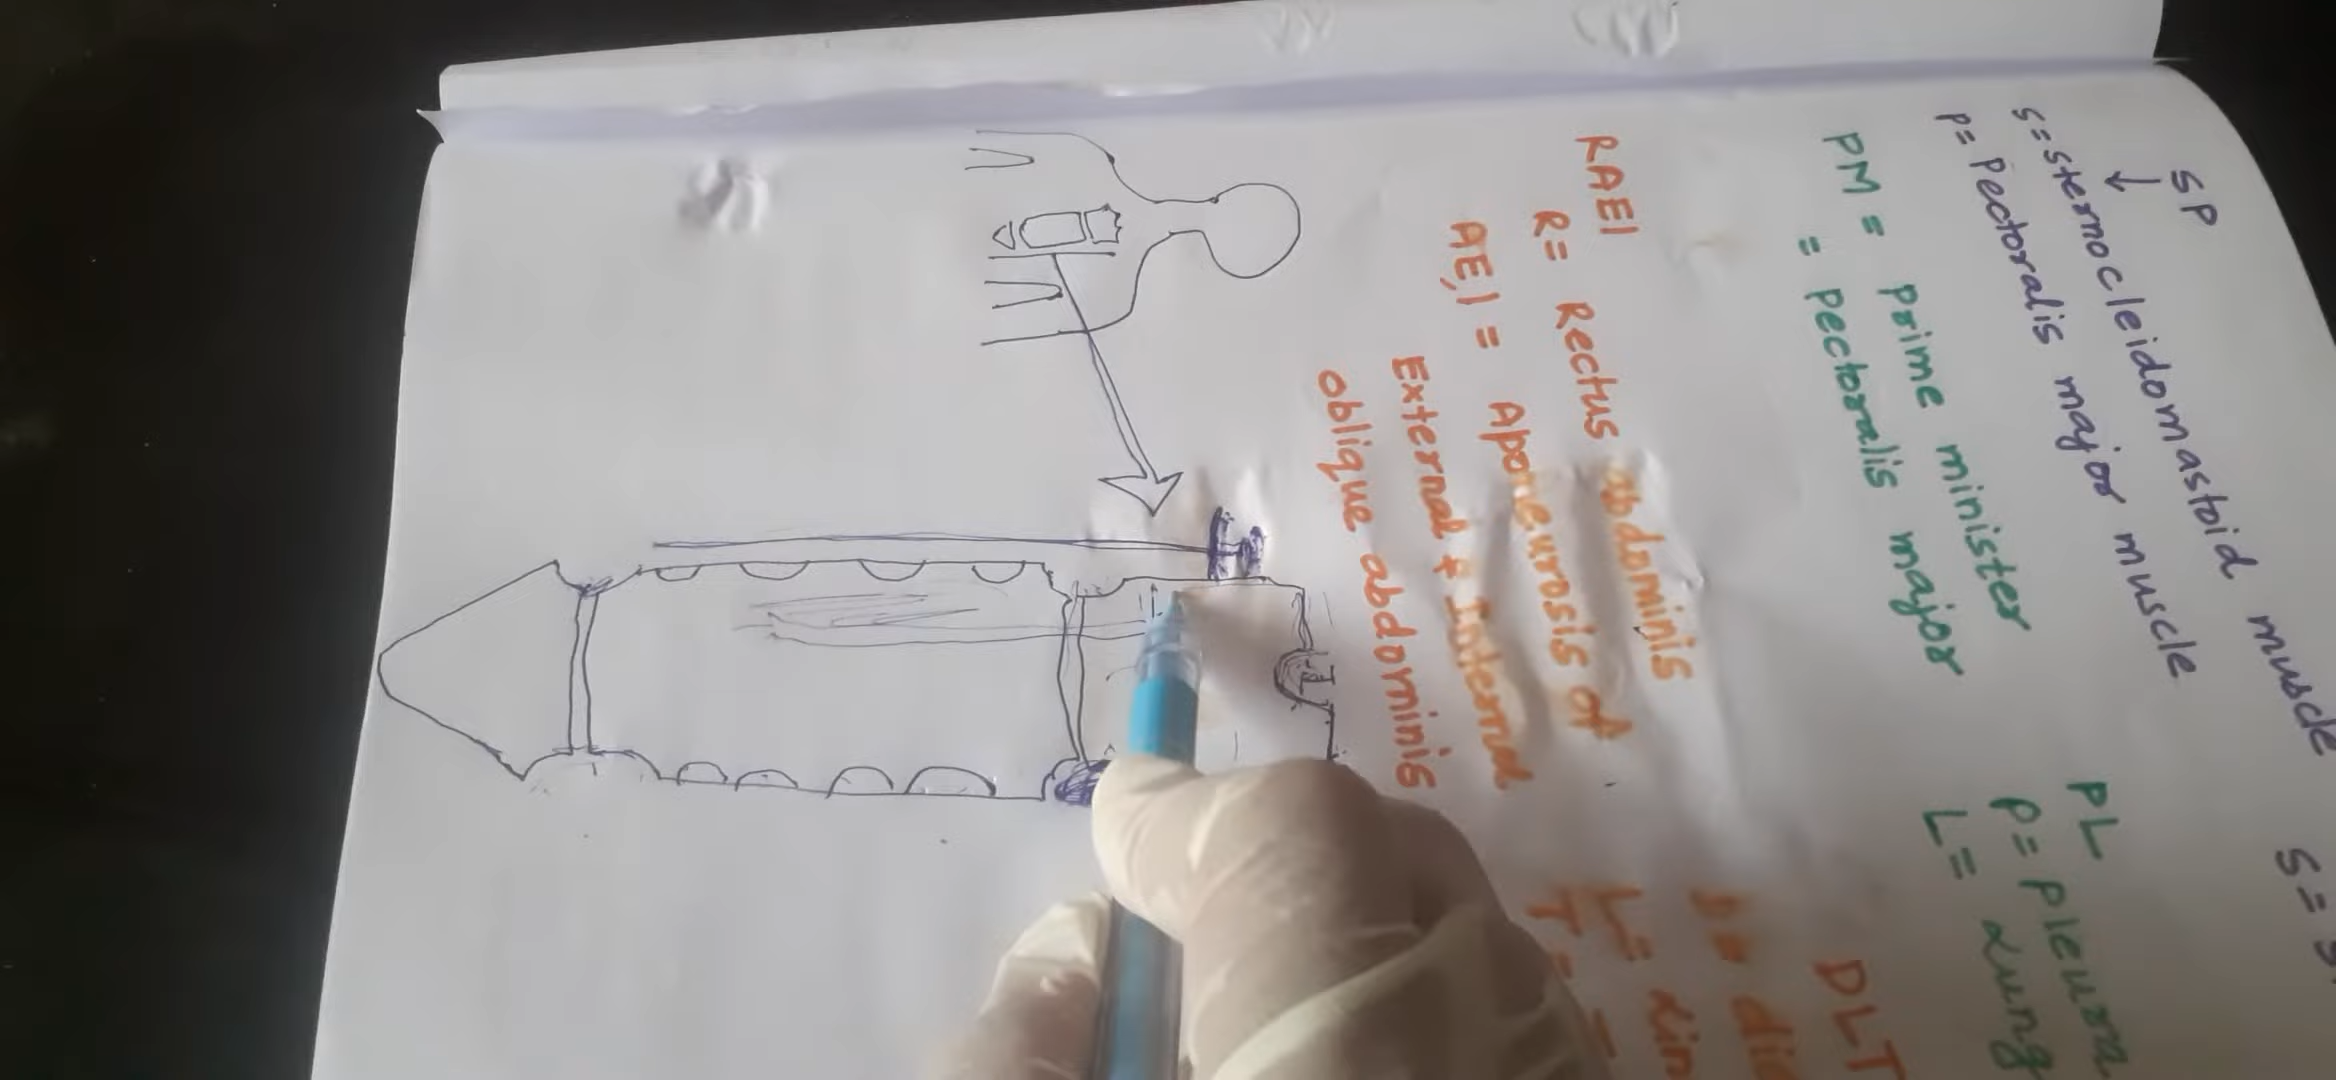 SP
S= sternocleidomastoid muscle
P= Pectoralis major muscle
PM = prime minister
= pectoralis major
RAEI
R= Rectus abdominis
AE,I = Aponeurosis of
External & Internal
oblique abdominis
S=
PL
P= pleura
L= Lung
DLT
D=
L=
T=